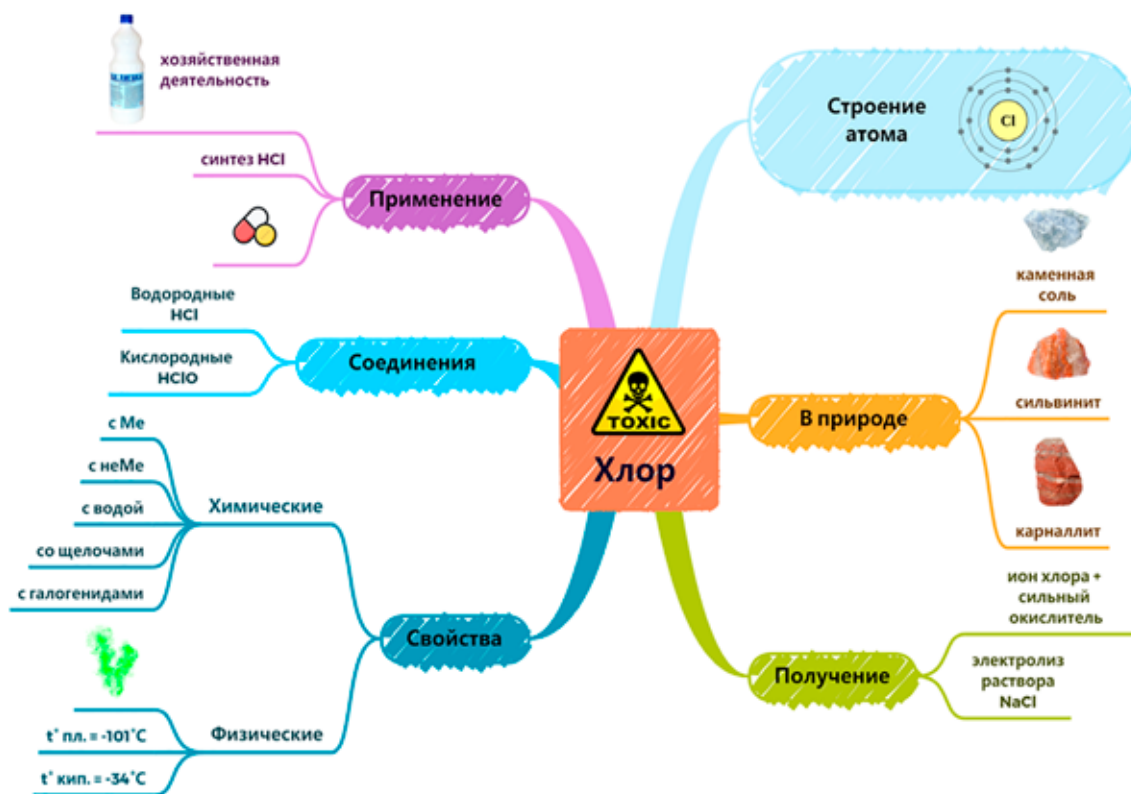 хозяйственная
деятельность
синтез HCl
Применение
Водородные
HCl
Кислородные
HClO
Соединения
с Ме
с неМе
с водой
со щелочами
с галогенидами
Химические
Свойства
t° пл. = -101°C
t° кип. = -34°C
Физические
TOXIC
Хлор
Строение
атома
Cl
каменная
соль
сильвинит
карналлит
В природе
ион хлора +
сильный
окислитель
электролиз
раствора
NaCl
Получение